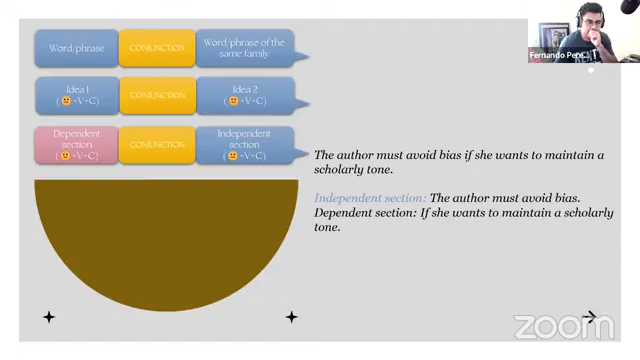 Word/phrase
CONJUNCTION
Word/phrase of the
same family
Idea 1
( +V+C)
CONJUNCTION
Idea 2
( +V+C)
Dependent
section
( +V+C)
CONJUNCTION
Independent
section
( +V+C)
The author must avoid bias if she wants to maintain a
scholarly tone.
Independent section: The author must avoid bias.
Dependent section: If she wants to maintain a scholarly
tone.
zoom